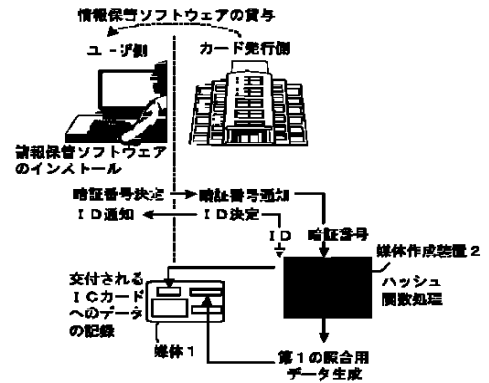 情報保管ソフトウェアの貸与
ユーザ側
カード発行側
情報保管ソフトウェア
のインストール
暗証番号決定
暗証番号通知
ID通知
ID決定
ID
暗証番号
媒体作成装置2
ハッシュ
関数処理
交付される
ICカード
へのデータ
の記録
媒体1
第1の照合用
データ生成